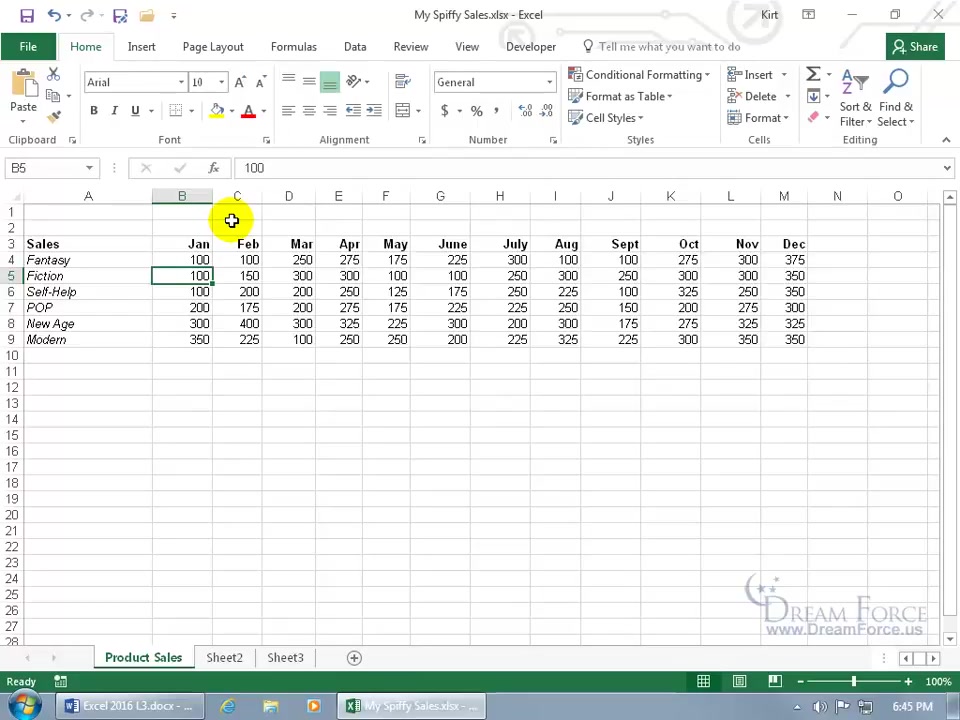 My Spiffy Sales.xlsx - Excel
Kirt
File Home Insert Page Layout Formulas Data Review View Developer Tell me what you want to do Share
Paste
Arial 10
General
Conditional Formatting
Format as Table
Cell Styles
Insert
Delete
Format
Sort & Filter
Find & Select
Clipboard Font Alignment Number Styles Cells Editing
B5 fx 100
A B C D E F G H I J K L M N O
1
2
3 Sales Jan Feb Mar Apr May June July Aug Sept Oct Nov Dec
4 Fantasy 100 100 250 275 175 225 300 100 100 275 300 375
5 Fiction 100 150 300 300 100 100 250 300 250 300 300 350
6 Self-Help 100 200 200 250 125 175 250 225 100 325 250 350
7 POP 200 175 200 275 175 225 225 250 150 200 275 300
8 New Age 300 400 300 325 225 300 200 300 175 275 325 325
9 Modern 350 225 100 250 250 200 225 325 225 300 350 350
10
11
12
13
14
15
16
17
18
19
20
21
22
23
24
25
26
27
28
DREAM FORCE
www.DreamForce.us
Product Sales Sheet2 Sheet3
Ready 100%
Excel 2016 L3.docx - ... My Spiffy Sales.xlsx - ... 6:45 PM